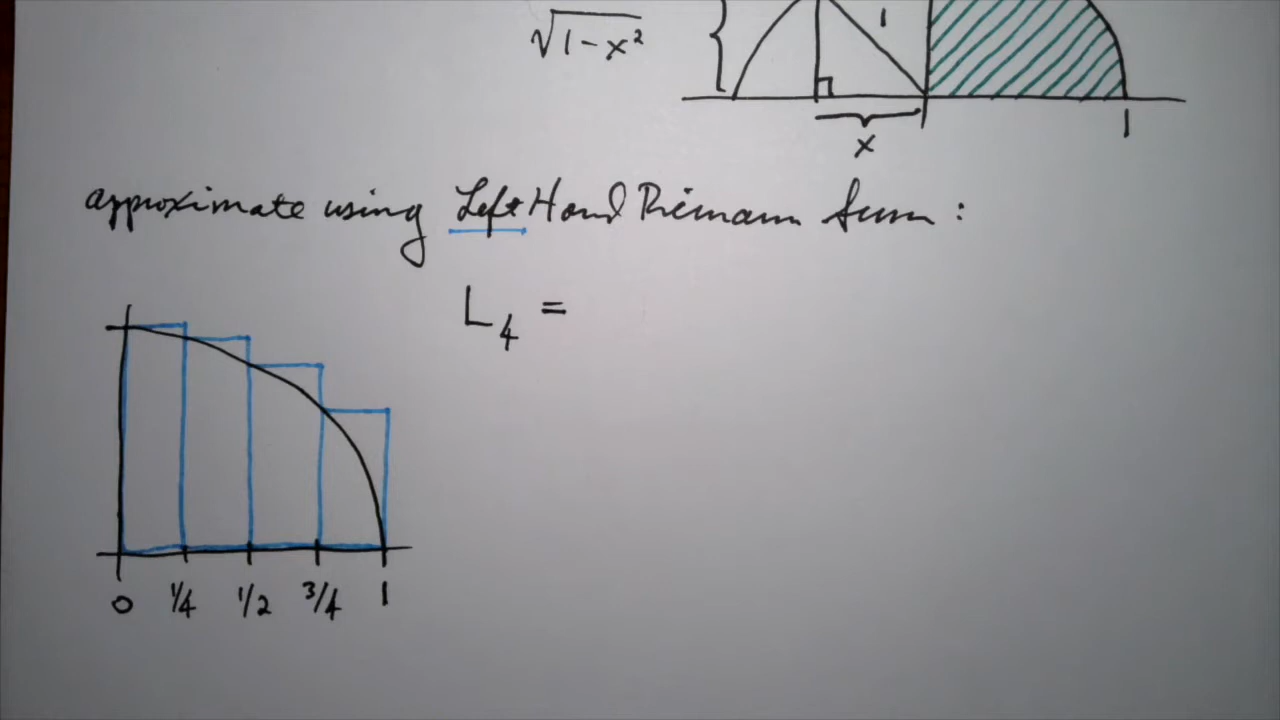 √1-x² 1
x 1
approximate using Left Hand Riemann Sum :
L₄ =
0 1/4 1/2 3/4 1